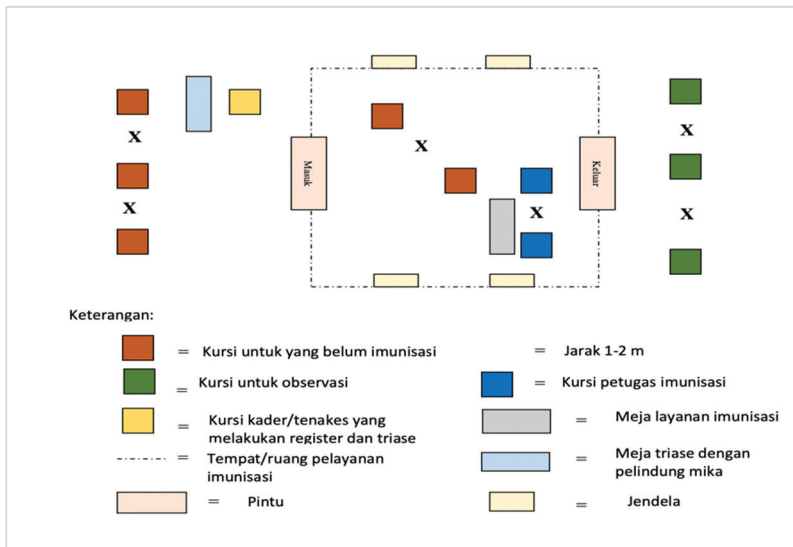 X
X
Masuk
X
X
Keluar
X
X
Keterangan:
= Kursi untuk yang belum imunisasi
= Jarak 1-2 m
= Kursi untuk observasi
= Kursi petugas imunisasi
= Kursi kader/tenakes yang
melakukan register dan triase
= Meja layanan imunisasi
= Tempat/ruang pelayanan
imunisasi
= Meja triase dengan
pelindung mika
= Pintu
= Jendela